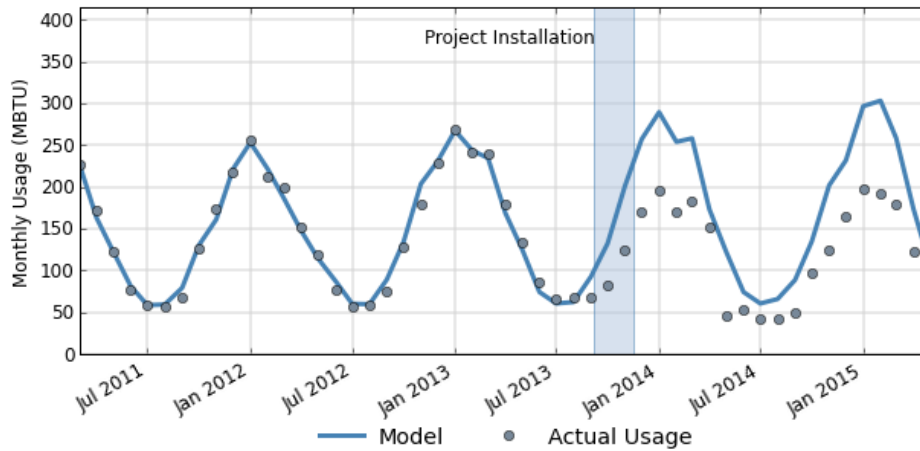 400
350
300
250
200
150
100
50
0
Monthly Usage (MBTU)
Project Installation
Jul 2011
Jan 2012
Jul 2012
Jan 2013
Jul 2013
Jan 2014
Jul 2014
Jan 2015
Model
Actual Usage